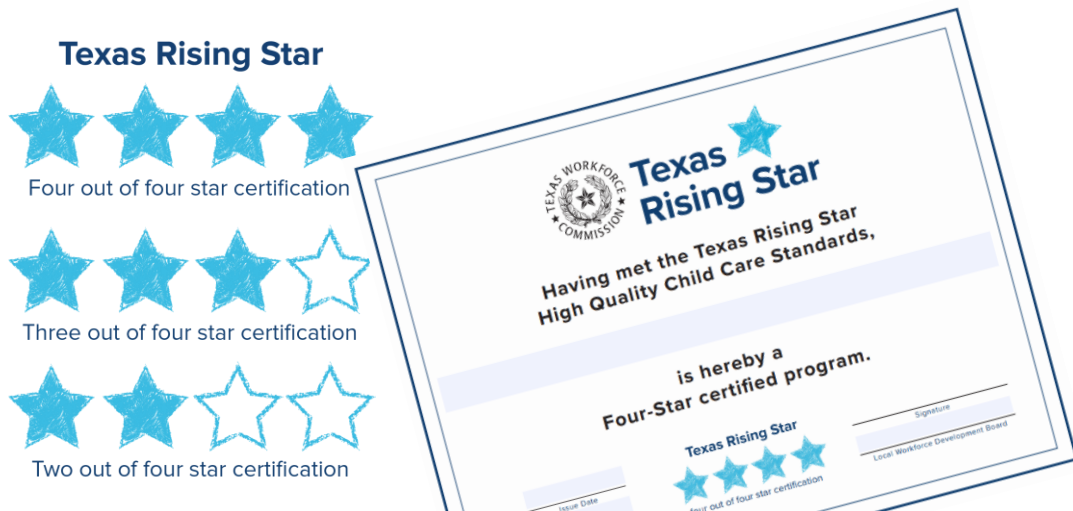 Texas Rising Star
Four out of four star certification
Three out of four star certification
Two out of four star certification
TEXAS WORKFORCE COMMISSION
Texas
Rising Star
Having met the Texas Rising Star
High Quality Child Care Standards,
is hereby a
Four-Star certified program.
Signature
Local Workforce Development Board
Texas Rising Star
four out of four star certification
Issue Date